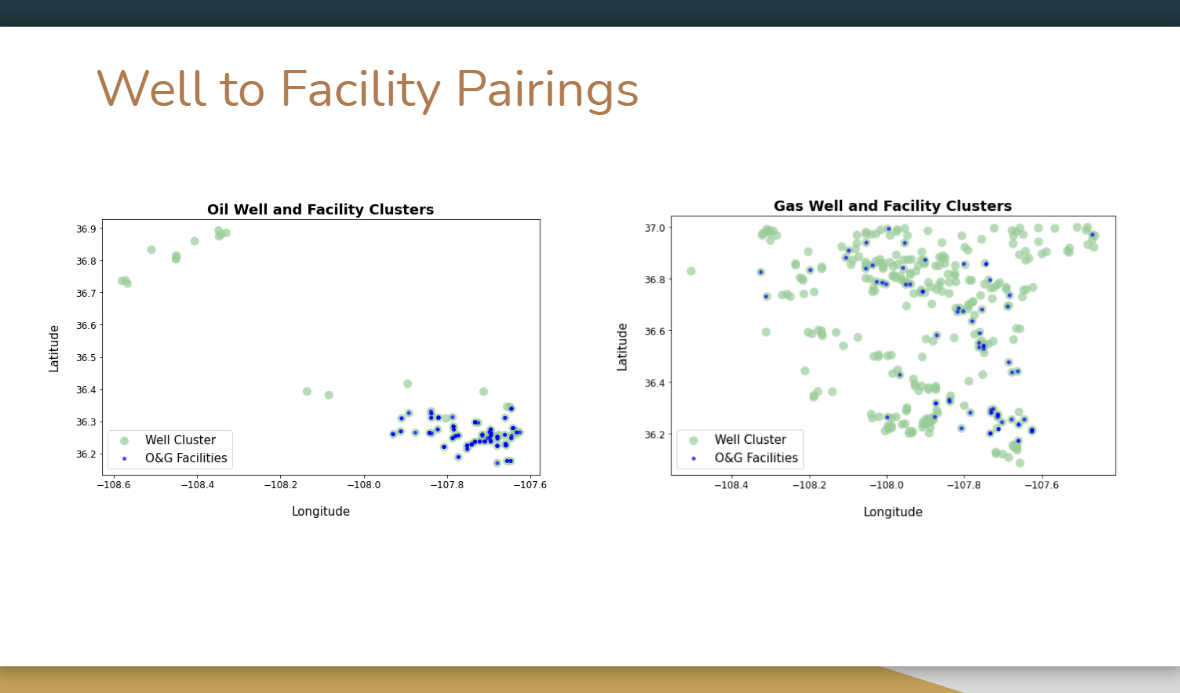 Well to Facility Pairings
Oil Well and Facility Clusters
36.9
36.8
36.7
36.6
36.5
36.4
36.3
36.2
Latitude
Well Cluster
O&G Facilities
−108.6 −108.4 −108.2 −108.0 −107.8 −107.6
Longitude
Gas Well and Facility Clusters
37.0
36.8
36.6
36.4
36.2
Latitude
Well Cluster
O&G Facilities
−108.4 −108.2 −108.0 −107.8 −107.6
Longitude